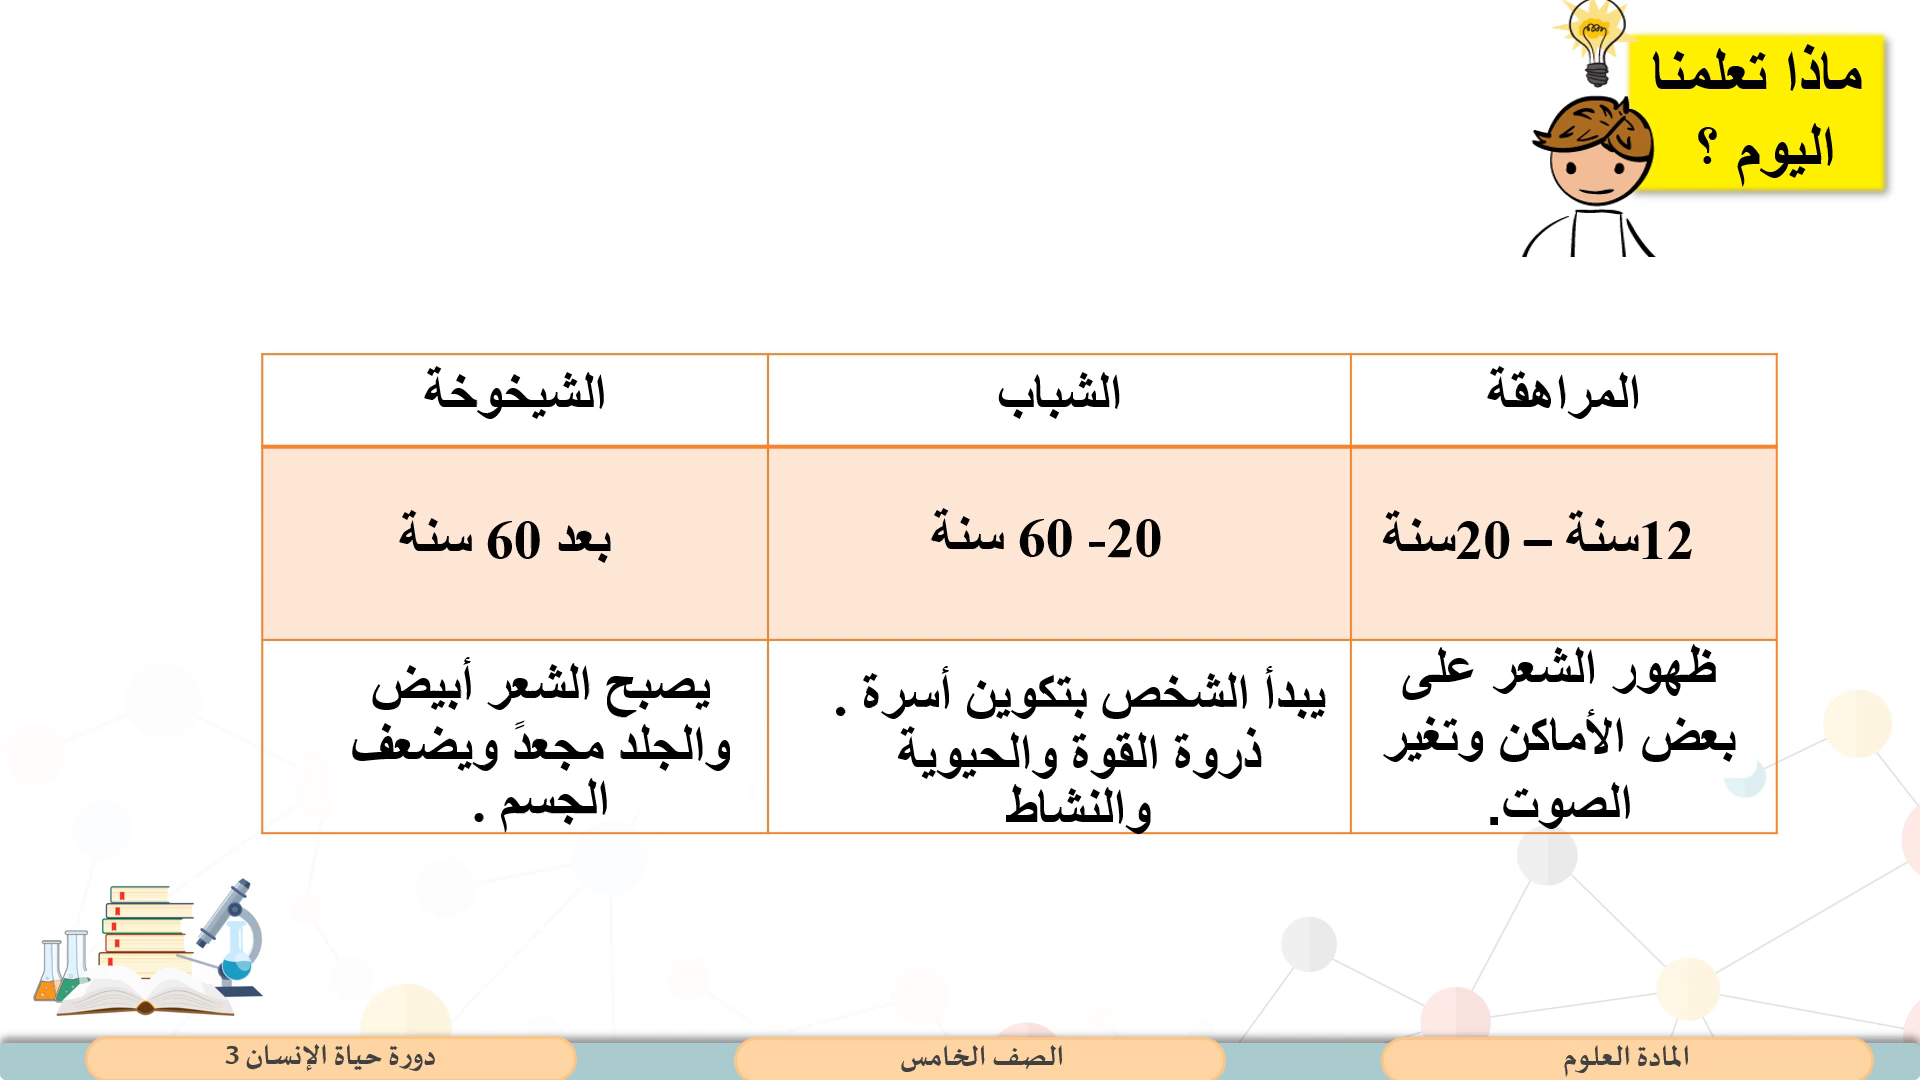 ماذا تعلمنا
اليوم ؟
المراهقة
الشباب
الشيخوخة
12سنة – 20سنة
20- 60 سنة
بعد 60 سنة
ظهور الشعر على
بعض الأماكن وتغير
الصوت.
يبدأ الشخص بتكوين أسرة .
ذروة القوة والحيوية
والنشاط
يصبح الشعر أبيض
والجلد مجعدً ويضعف
الجسم .
المادة العلوم
الصف الخامس
دورة حياة الإنسان 3